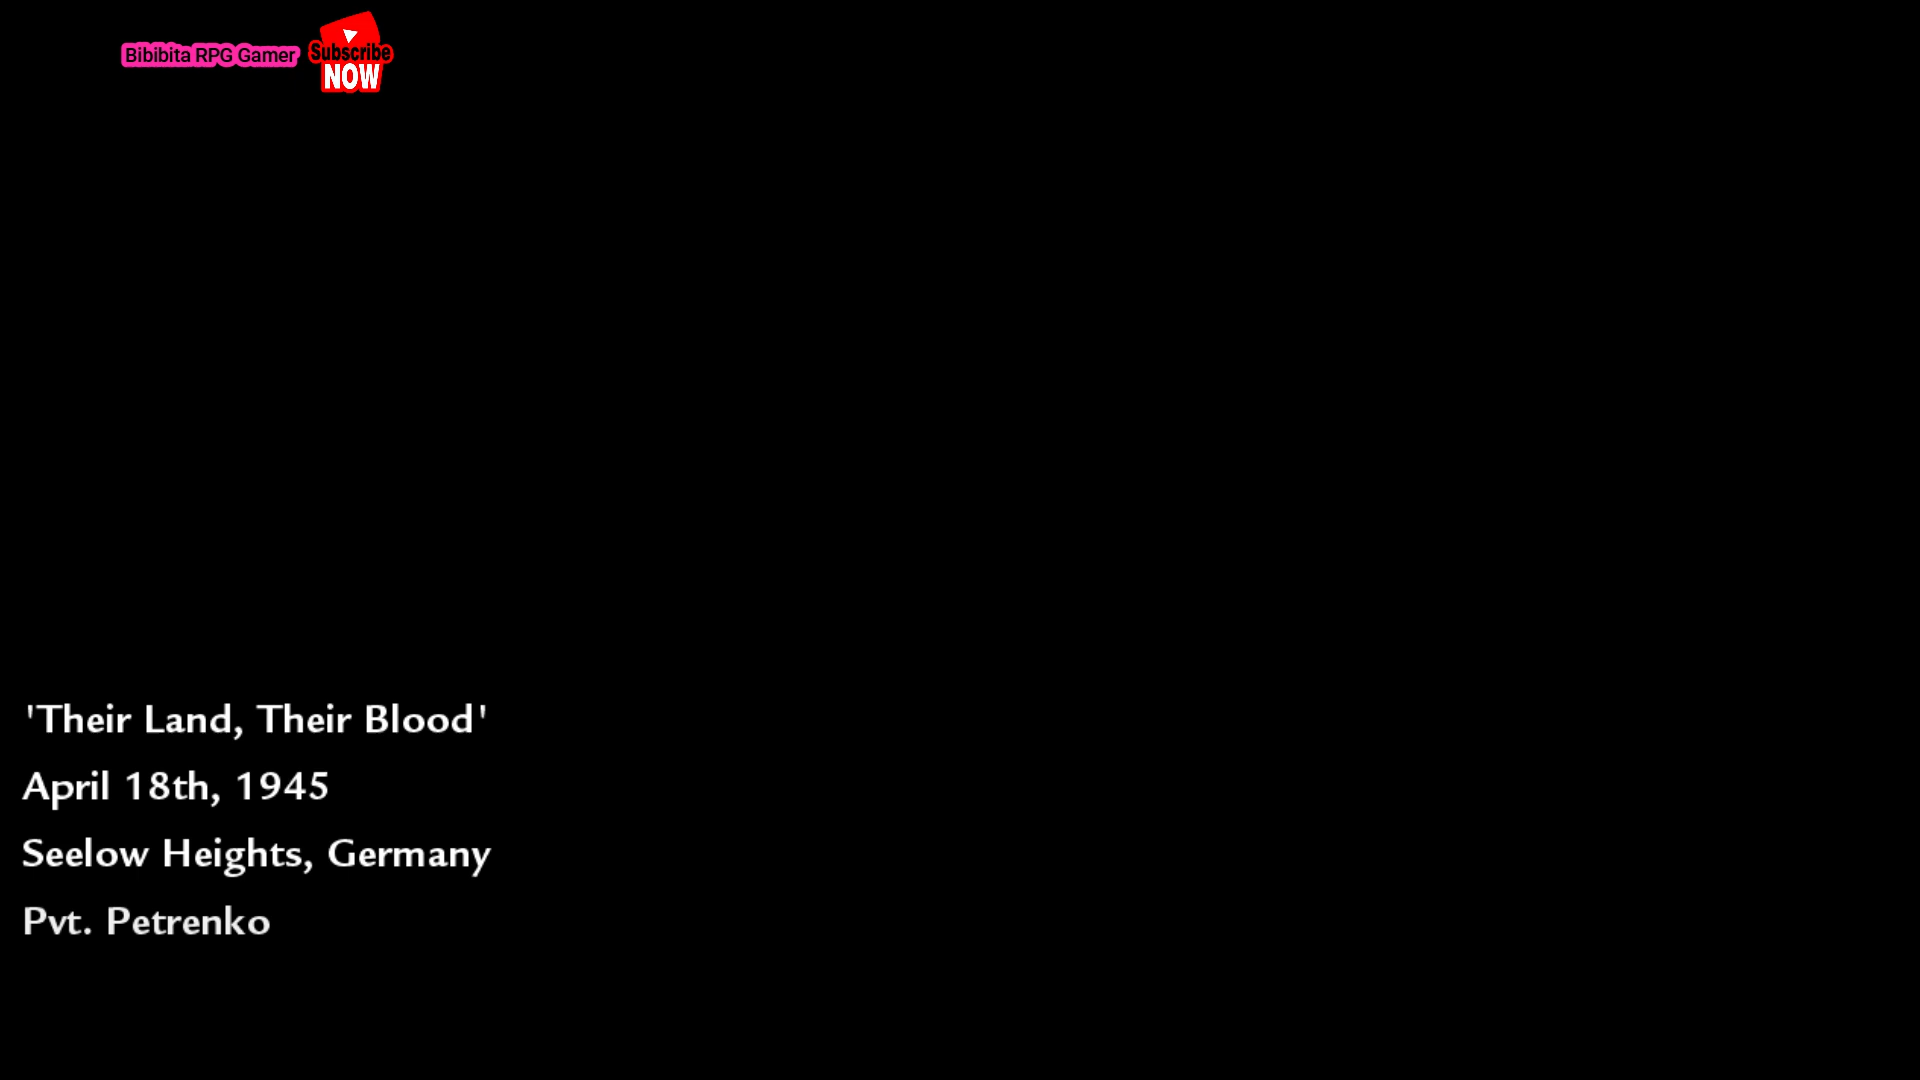 Bibibita RPG Gamer
Subscribe
NOW
'Their Land, Their Blood'
April 18th, 1945
Seelow Heights, Germany
Pvt. Petrenko